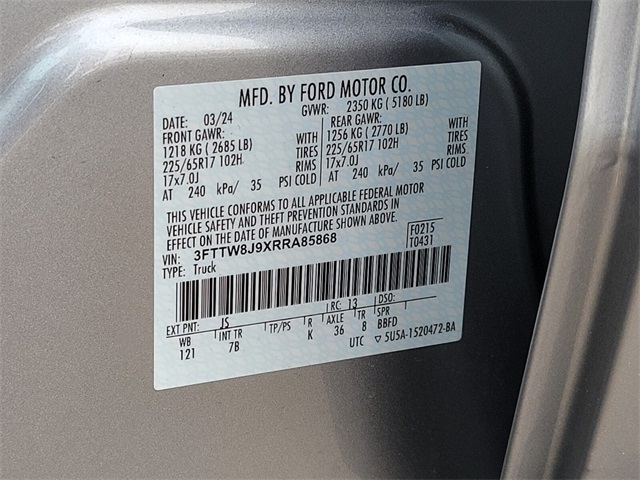 MFD. BY FORD MOTOR CO.
DATE: 03/24 GVWR: 2350 KG ( 5180 LB)
FRONT GAWR: REAR GAWR:
1218 KG ( 2685 LB) WITH 1256 KG ( 2770 LB) WITH
225/65R17 102H TIRES 225/65R17 102H TIRES
17x7.0J RIMS 17x7.0J RIMS
AT 240 kPa/ 35 PSI COLD AT 240 kPa/ 35 PSI COLD
THIS VEHICLE CONFORMS TO ALL APPLICABLE FEDERAL MOTOR
VEHICLE SAFETY AND THEFT PREVENTION STANDARDS IN
EFFECT ON THE DATE OF MANUFACTURE SHOWN ABOVE.
VIN: 3FTTW8J9XRRA85868 F0215
TYPE: Truck T0431
EXT PNT: JS RC: 13 DSO:
WB INT TR TP/PS R AXLE TR SPR
121 7B K 36 8 BBFD
UTC ▽ 5U5A-1520472-BA